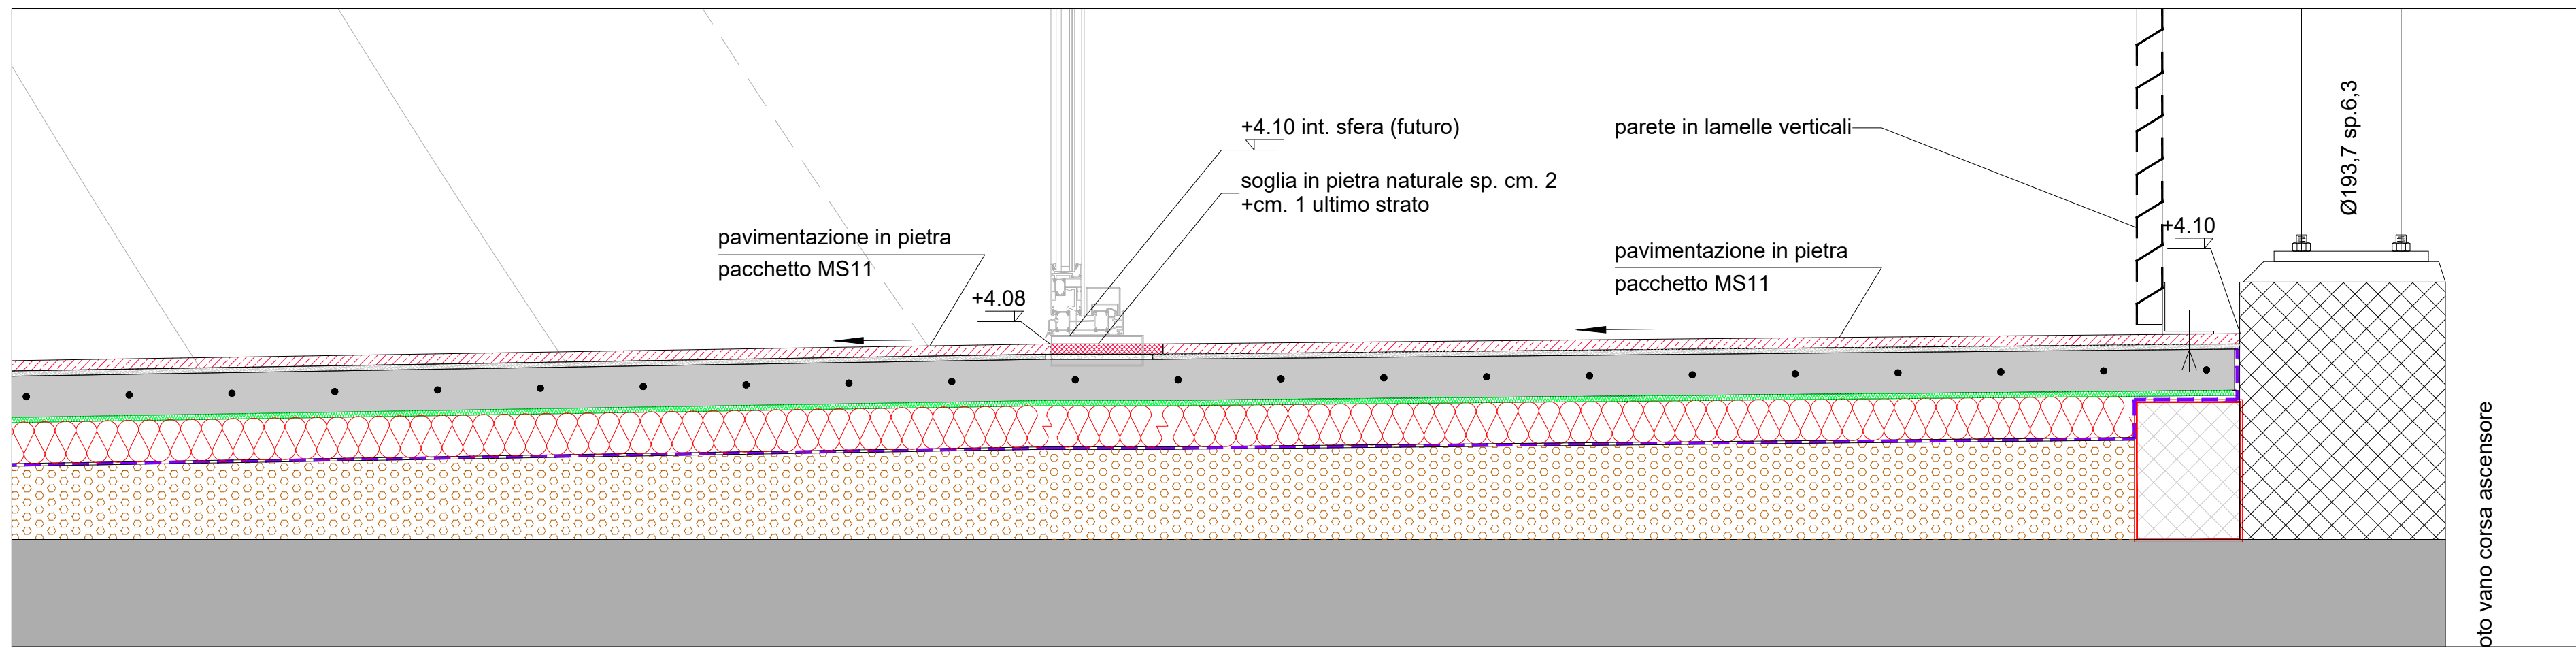 +4.10 int. sfera (futuro)
soglia in pietra naturale sp. cm. 2
+cm. 1 ultimo strato
parete in lamelle verticali
Ø193,7 sp.6,3
+4.10
pavimentazione in pietra
pacchetto MS11
+4.08
pavimentazione in pietra
pacchetto MS11
oto vano corsa ascensore